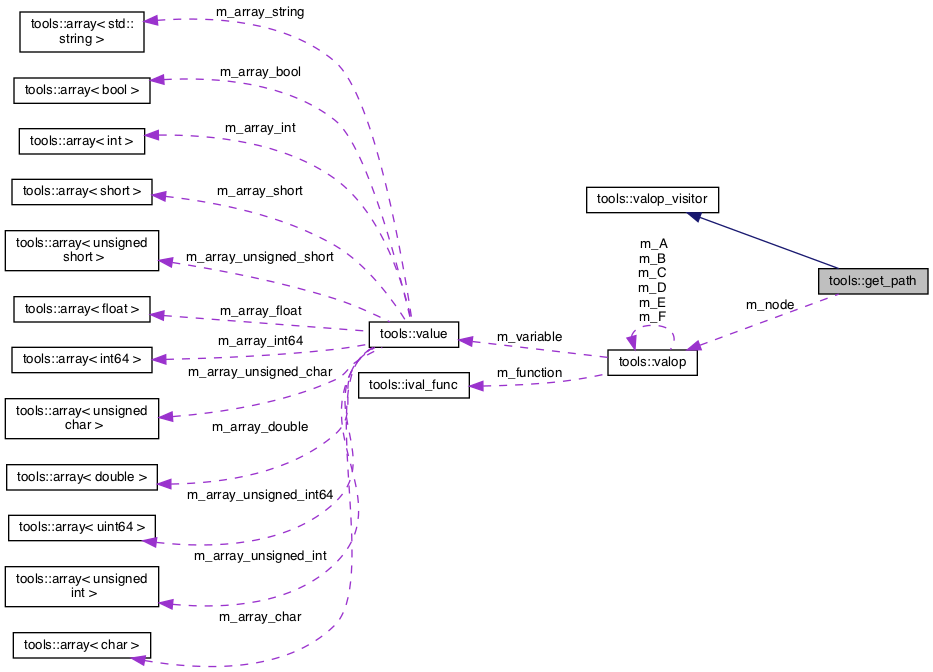 m_array_string
tools::array< std::
string >
m_array_bool
tools::array< bool >
m_array_int
tools::array< int >
m_array_short
tools::array< short >
tools::valop_visitor
tools::array< unsigned
short >
m_array_unsigned_short
m_A
m_B
m_C
m_D
m_E
m_F
tools::get_path
m_node
tools::array< float >
m_array_float
tools::value
m_variable
m_array_int64
tools::array< int64 >
tools::valop
m_array_unsigned_char
tools::ival_func
m_function
tools::array< unsigned
char >
m_array_double
tools::array< double >
m_array_unsigned_int64
tools::array< uint64 >
m_array_unsigned_int
tools::array< unsigned
int >
m_array_char
tools::array< char >